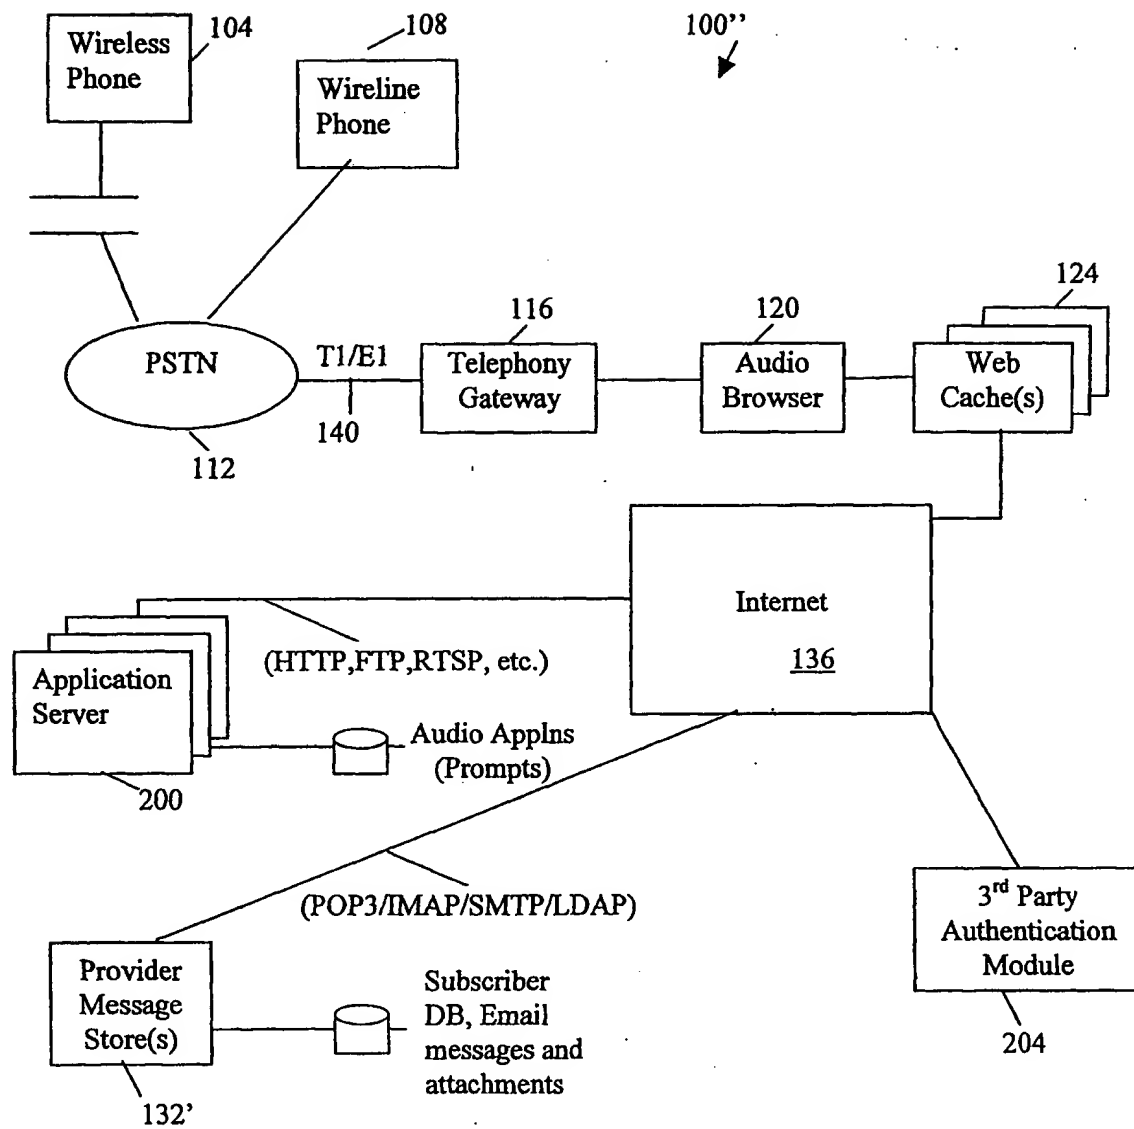 Wireless
Phone
104
108
Wireline
Phone
100’’
PSTN
112
T1/E1
140
116
Telephony
Gateway
120
Audio
Browser
124
Web
Cache(s)
Internet
136
(HTTP,FTP,RTSP, etc.)
Application
Server
200
Audio Applns
(Prompts)
(POP3/IMAP/SMTP/LDAP)
3rd Party
Authentication
Module
204
Provider
Message
Store(s)
132’
Subscriber
DB, Email
messages and
attachments